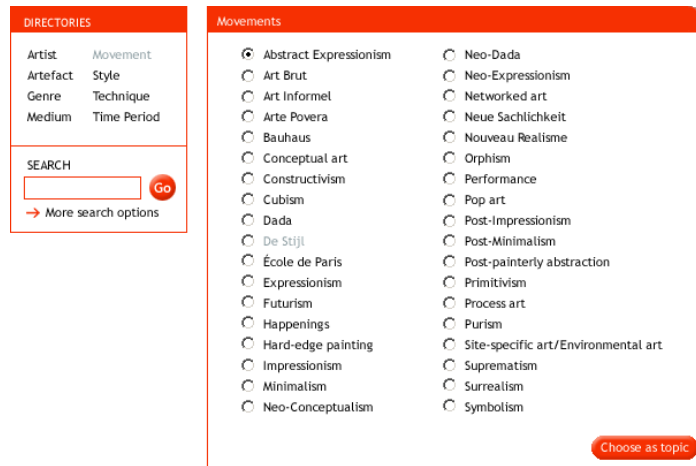 DIRECTORIES
Artist Movement
Artefact Style
Genre Technique
Medium Time Period
SEARCH
Go
→ More search options
Movements
Abstract Expressionism
Art Brut
Art Informel
Arte Povera
Bauhaus
Conceptual art
Constructivism
Cubism
Dada
De Stijl
École de Paris
Expressionism
Futurism
Happenings
Hard-edge painting
Impressionism
Minimalism
Neo-Conceptualism
Neo-Dada
Neo-Expressionism
Networked art
Neue Sachlichkeit
Nouveau Realisme
Orphism
Performance
Pop art
Post-Impressionism
Post-Minimalism
Post-painterly abstraction
Primitivism
Process art
Purism
Site-specific art/Environmental art
Suprematism
Surrealism
Symbolism
Choose as topic